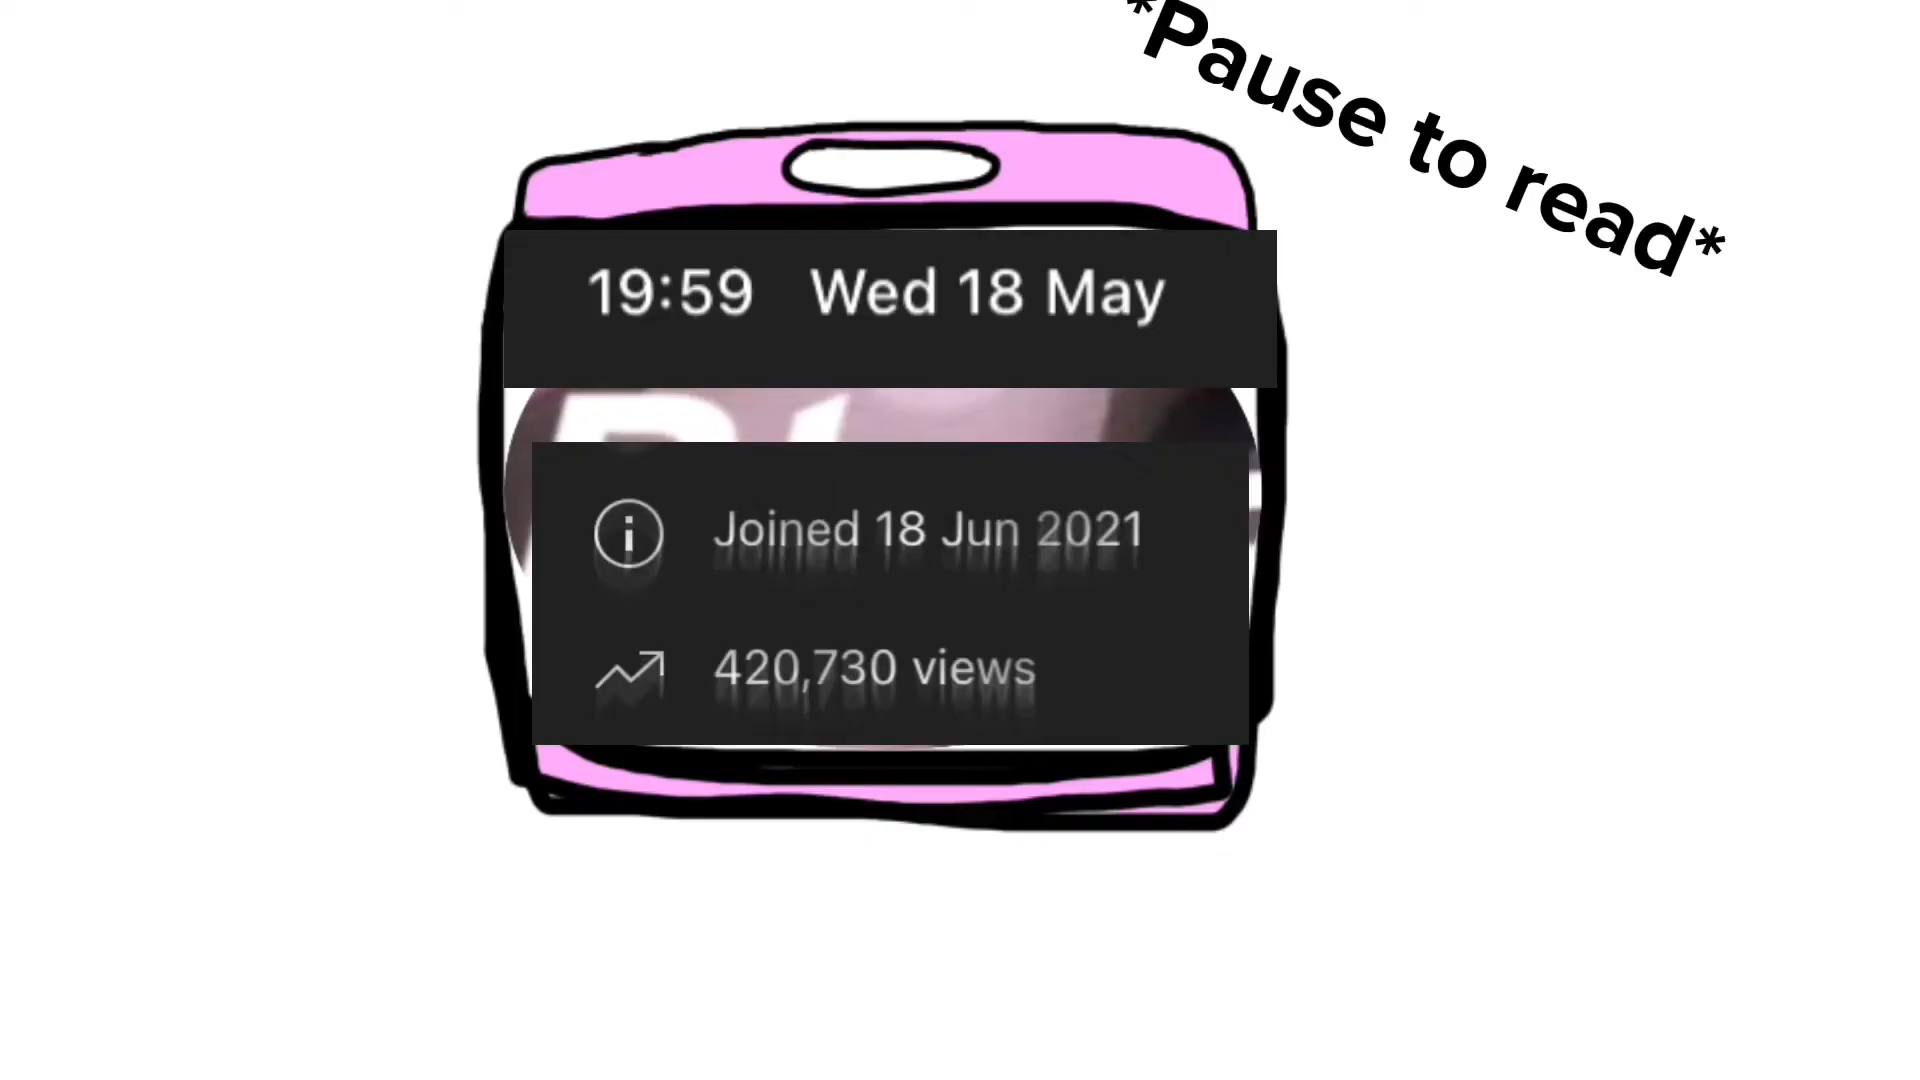 *Pause to read*
19:59 Wed 18 May
Joined 18 Jun 2021
420,730 views